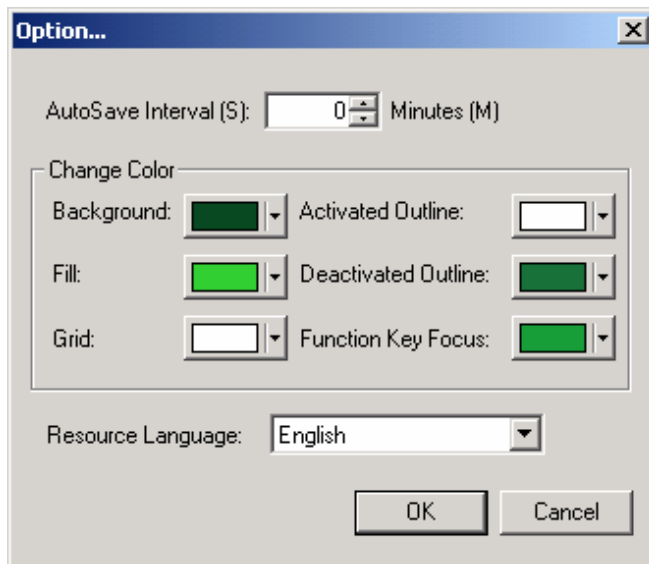 Option...
AutoSave Interval (S): 0 Minutes (M)
Change Color
Background: Activated Outline:
Fill: Deactivated Outline:
Grid: Function Key Focus:
Resource Language: English
OK Cancel